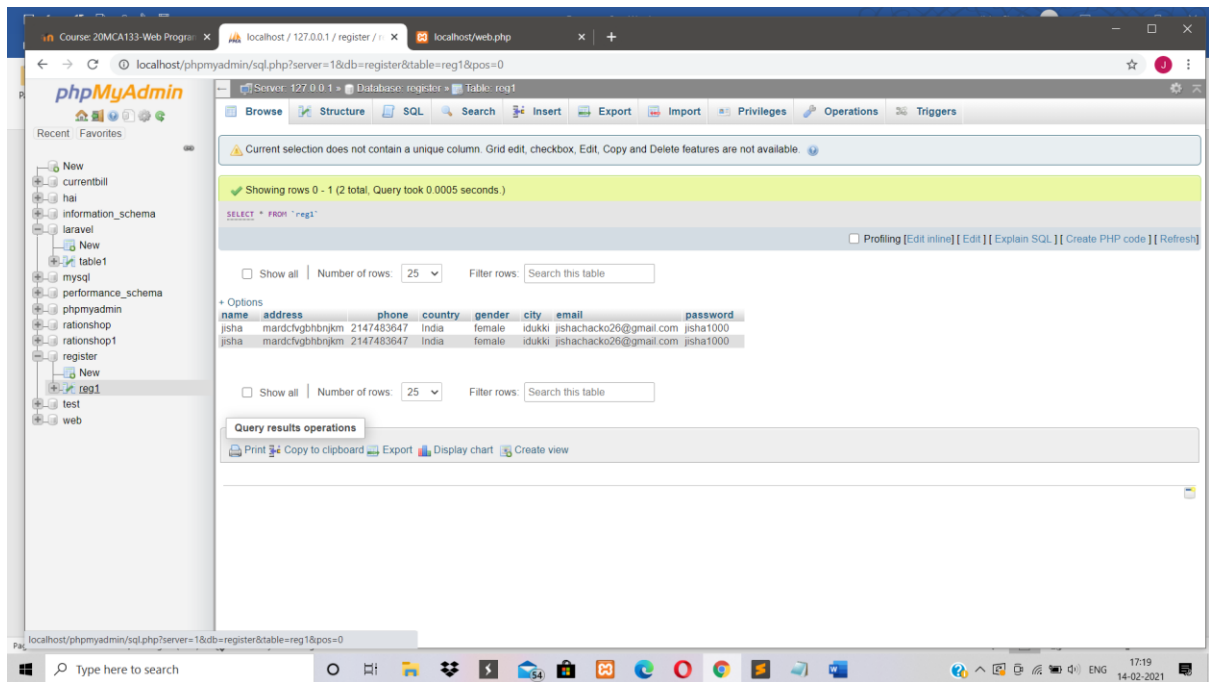 Course: 20MCA133-Web Progra
localhost / 127.0.0.1 / register / r
localhost/web.php
localhost/phpmyadmin/sql.php?server=1&db=register&table=reg1&pos=0
J
phpMyAdmin
Recent Favorites
New
currentbill
hai
information_schema
laravel
New
table1
mysql
performance_schema
phpmyadmin
rationshop
rationshop1
register
New
reg1
test
web
Server: 127.0.0.1 » Database: register » Table: reg1
Browse Structure SQL Search Insert Export Import Privileges Operations Triggers
Current selection does not contain a unique column. Grid edit, checkbox, Edit, Copy and Delete features are not available.
Showing rows 0 - 1 (2 total, Query took 0.0005 seconds.)
SELECT * FROM `reg1`
Profiling [Edit inline] [ Edit ] [ Explain SQL ] [ Create PHP code ] [ Refresh]
Show all Number of rows: 25 Filter rows: Search this table
+ Options
name address phone country gender city email password
jisha mardcfvgbhbnjkm 2147483647 India female idukki jishachacko26@gmail.com jisha1000
jisha mardcfvgbhbnjkm 2147483647 India female idukki jishachacko26@gmail.com jisha1000
Show all Number of rows: 25 Filter rows: Search this table
Query results operations
Print Copy to clipboard Export Display chart Create view
localhost/phpmyadmin/sql.php?server=1&db=register&table=reg1&pos=0
Type here to search
54
ENG
17:19
14-02-2021